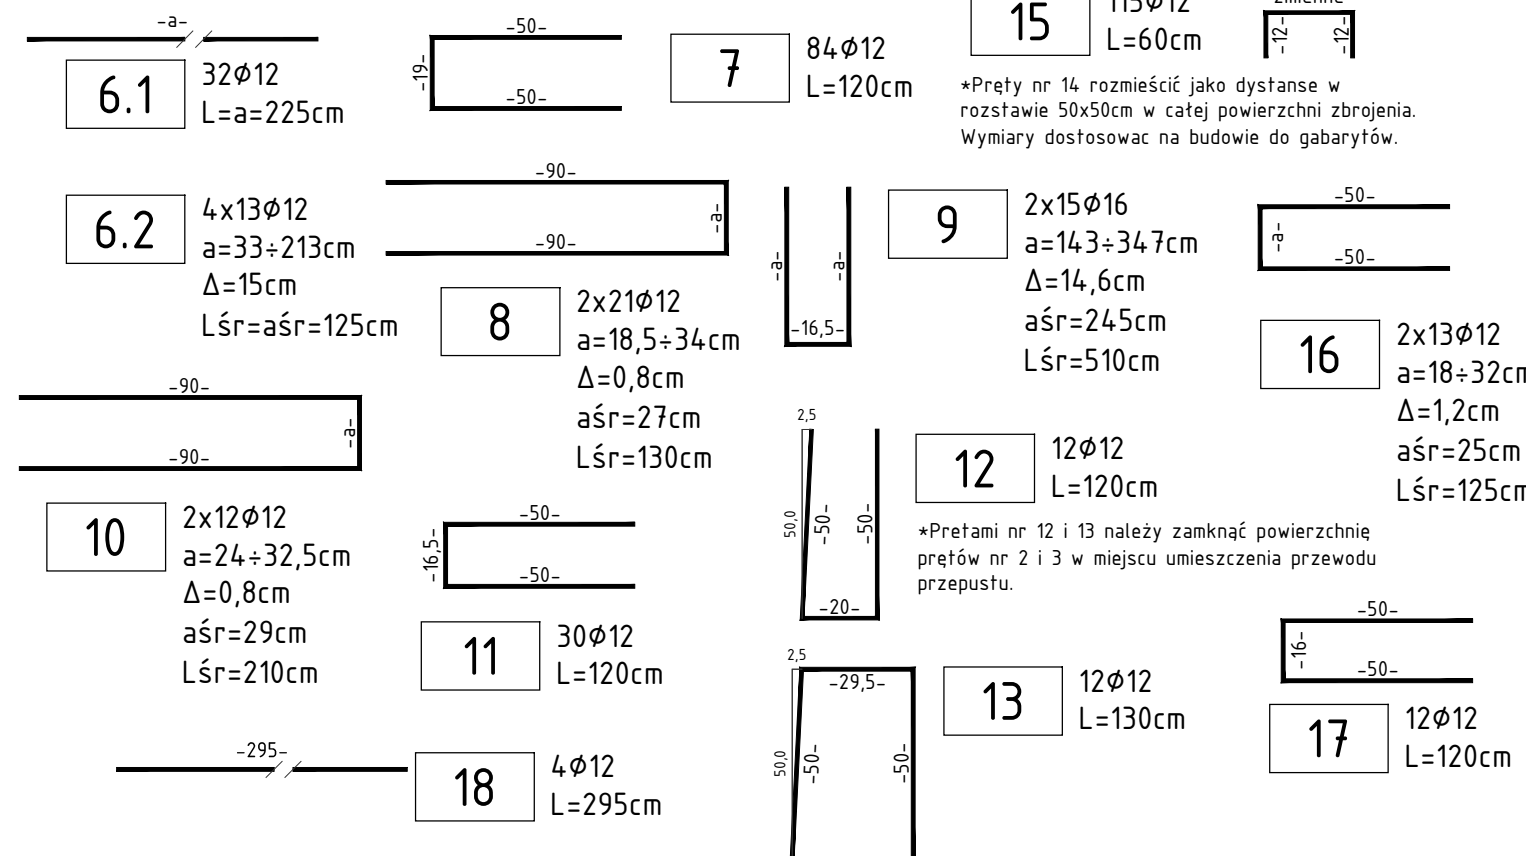 -a-
6.1
32Ø12
L=a=225cm
-50-
-19-
-50-
7
84Ø12
L=120cm
15
115Ø12
L=60cm
zmienne
-12-
-12-
*Pręty nr 14 rozmieścić jako dystanse w
rozstawie 50x50cm w całej powierzchni zbrojenia.
Wymiary dostosowac na budowie do gabarytów.
6.2
4x13Ø12
a=33÷213cm
Δ=15cm
Lśr=aśr=125cm
-90-
-a-
-90-
8
2x21Ø12
a=18,5÷34cm
Δ=0,8cm
aśr=27cm
Lśr=130cm
-a-
-a-
-16,5-
9
2x15Ø16
a=143÷347cm
Δ=14,6cm
aśr=245cm
Lśr=510cm
-50-
-a-
-50-
16
2x13Ø12
a=18÷32cm
Δ=1,2cm
aśr=25cm
Lśr=125cm
-90-
-a-
-90-
10
2x12Ø12
a=24÷32,5cm
Δ=0,8cm
aśr=29cm
Lśr=210cm
-50-
-16,5-
-50-
11
30Ø12
L=120cm
2,5
50,0
-50-
-50-
-20-
12
12Ø12
L=120cm
*Pretami nr 12 i 13 należy zamknąć powierzchnię
prętów nr 2 i 3 w miejscu umieszczenia przewodu
przepustu.
2,5
-29,5-
50,0
-50-
-50-
13
12Ø12
L=130cm
-50-
-16-
-50-
17
12Ø12
L=120cm
-295-
18
4Ø12
L=295cm